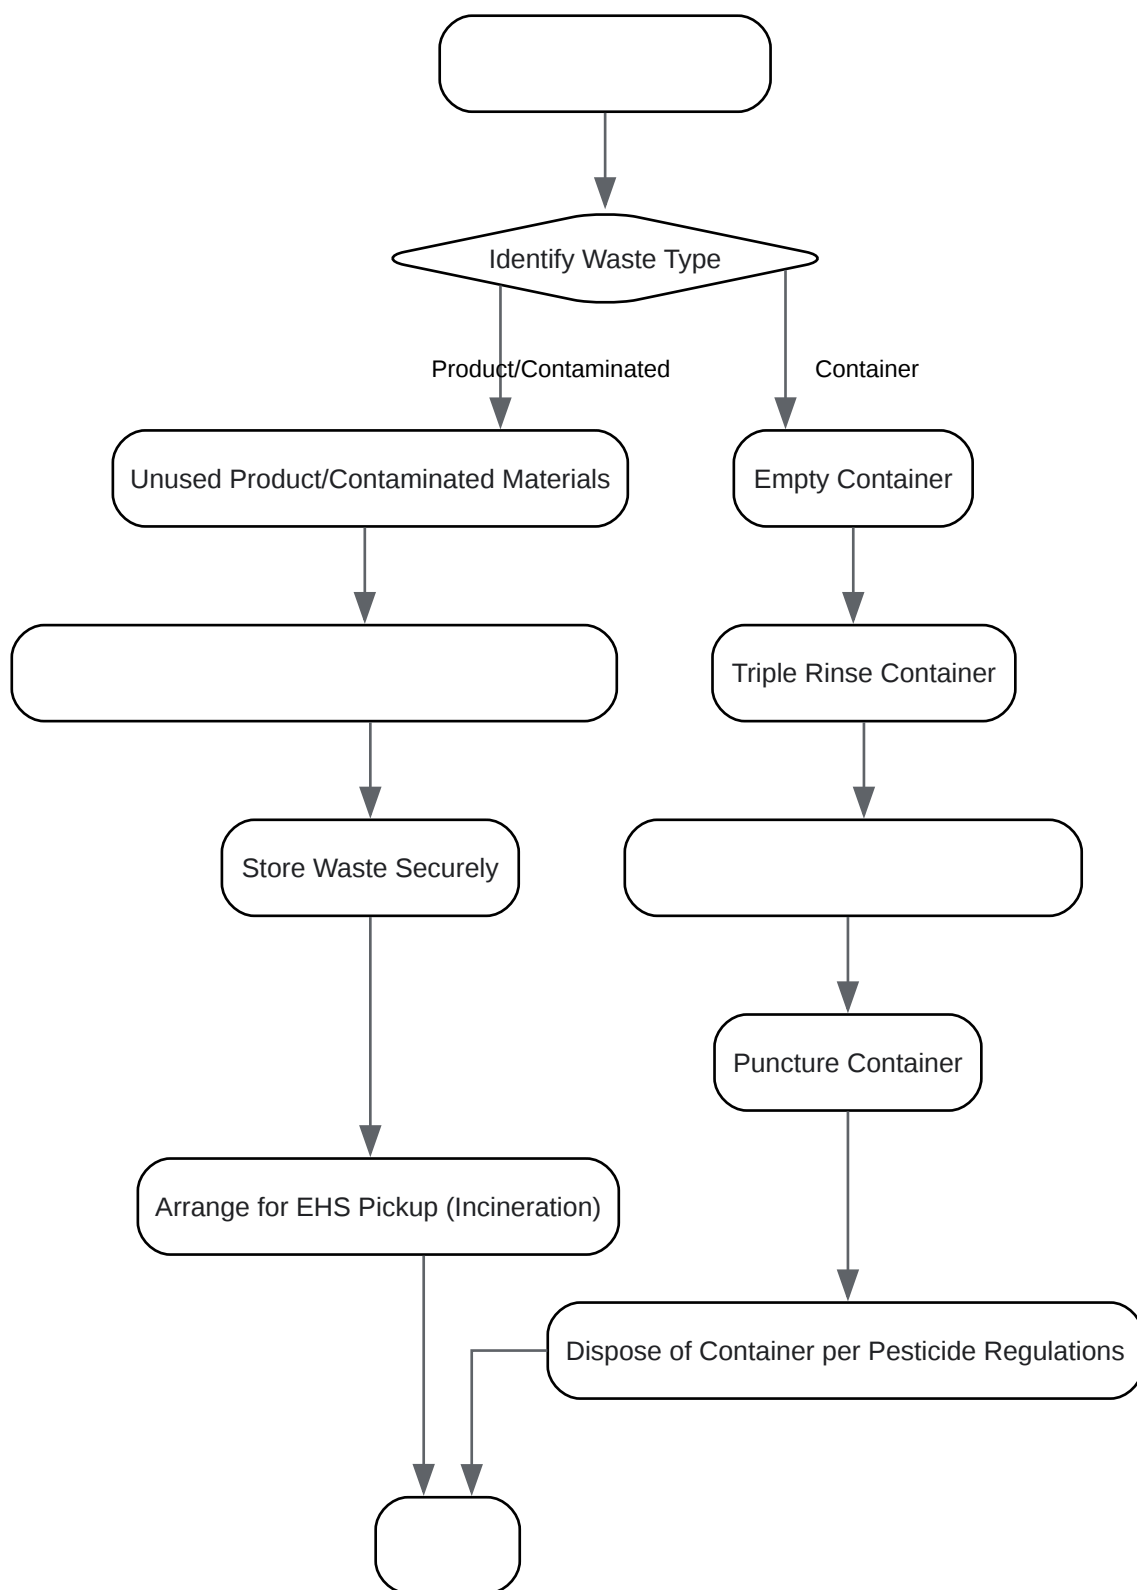 Identify Waste Type
Product/Contaminated
Container
Unused Product/Contaminated Materials
Empty Container
Triple Rinse Container
Store Waste Securely
Puncture Container
Arrange for EHS Pickup (Incineration)
Dispose of Container per Pesticide Regulations